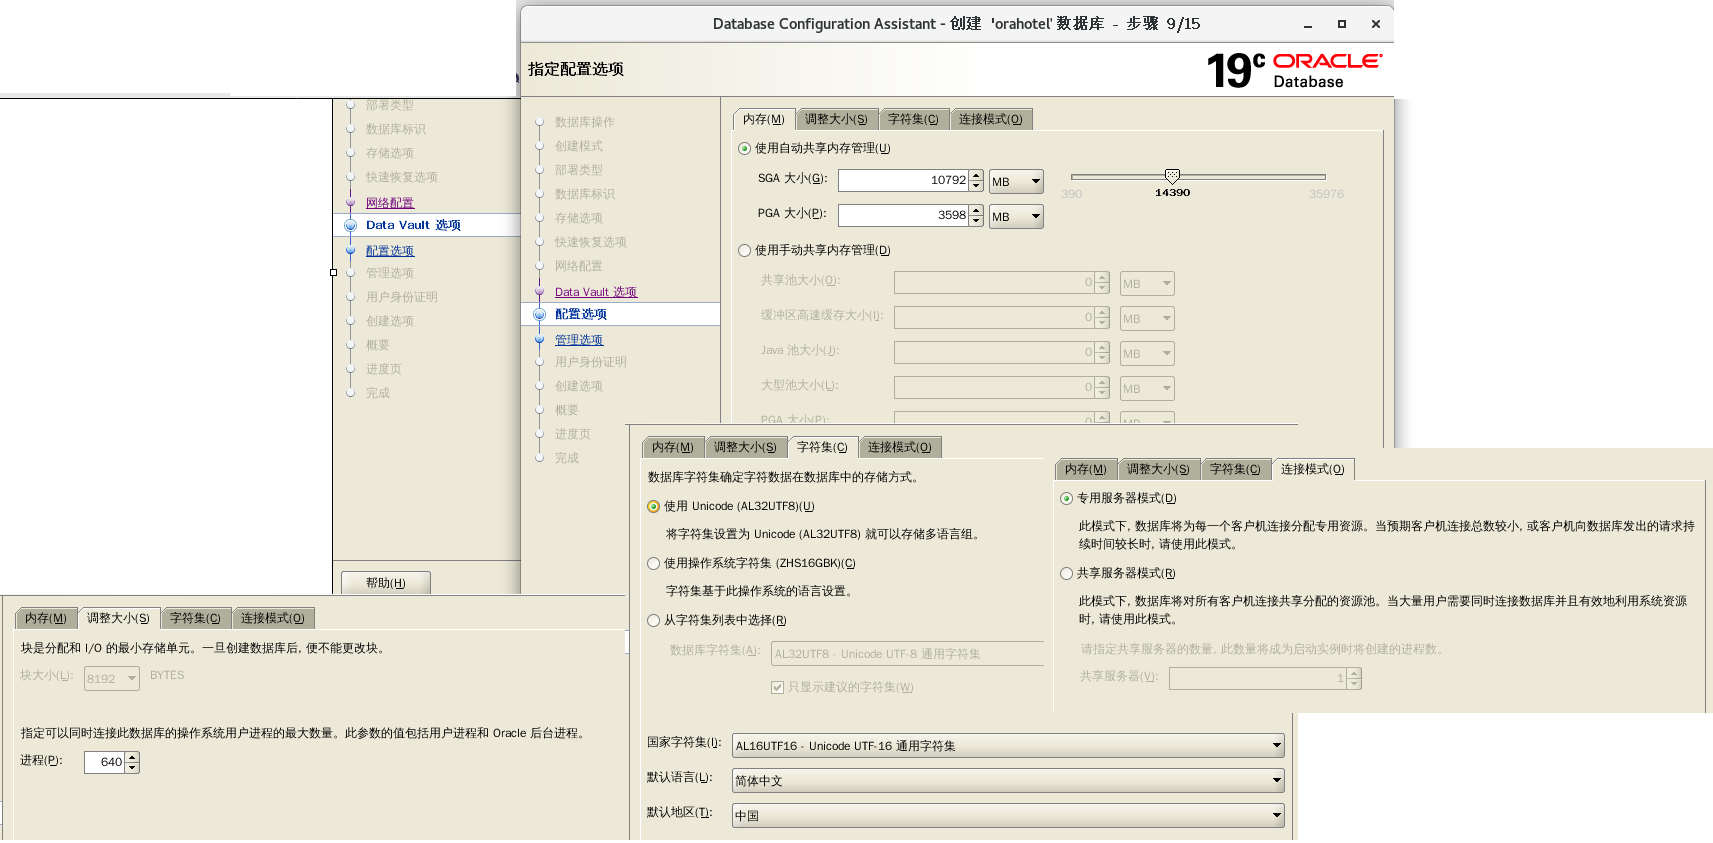 Database Configuration Assistant - 创建 'orahotel' 数据库 - 步骤 9/15
指定配置选项
19c ORACLE
Database
部署类型
数据库标识
存储选项
快速恢复选项
网络配置
Data Vault 选项
配置选项
管理选项
用户身份证明
创建选项
概要
进度页
完成
帮助(H)
数据库操作
创建模式
部署类型
数据库标识
存储选项
快速恢复选项
网络配置
Data Vault 选项
配置选项
管理选项
用户身份证明
创建选项
概要
进度页
完成
内存(M) 调整大小(S) 字符集(C) 连接模式(O)
使用自动共享内存管理(U)
SGA 大小(G): 10792 MB
390 14390 35976
PGA 大小(P): 3598 MB
使用手动共享内存管理(D)
共享池大小(O): 0 MB
缓冲区高速缓存大小(I): 0 MB
Java 池大小(J): 0 MB
大型池大小(L): 0 MB
PGA 大小(P): 0 MB
内存(M) 调整大小(S) 字符集(C) 连接模式(O)
数据库字符集确定字符数据在数据库中的存储方式。
使用 Unicode (AL32UTF8)(U)
将字符集设置为 Unicode (AL32UTF8) 就可以存储多语言组。
使用操作系统字符集 (ZHS16GBK)(C)
字符集基于此操作系统的语言设置。
从字符集列表中选择(R)
数据库字符集(A): AL32UTF8 - Unicode UTF-8 通用字符集
只显示建议的字符集(W)
国家字符集(I): AL16UTF16 - Unicode UTF-16 通用字符集
默认语言(L): 简体中文
默认地区(T): 中国
内存(M) 调整大小(S) 字符集(C) 连接模式(O)
专用服务器模式(D)
此模式下, 数据库将为每一个客户机连接分配专用资源。当预期客户机连接总数较小, 或客户机向数据库发出的请求持
续时间较长时, 请使用此模式。
共享服务器模式(R)
此模式下, 数据库将对所有客户机连接共享分配的资源池。当大量用户需要同时连接数据库并且有效地利用系统资源
时, 请使用此模式。
请指定共享服务器的数量, 此数量将成为启动实例时将创建的进程数。
共享服务器(V): 1
内存(M) 调整大小(S) 字符集(C) 连接模式(O)
块是分配和 I/O 的最小存储单元。一旦创建数据库后, 便不能更改块。
块大小(L): 8192 BYTES
指定可以同时连接此数据库的操作系统用户进程的最大数量。此参数的值包括用户进程和 Oracle 后台进程。
进程(P): 640